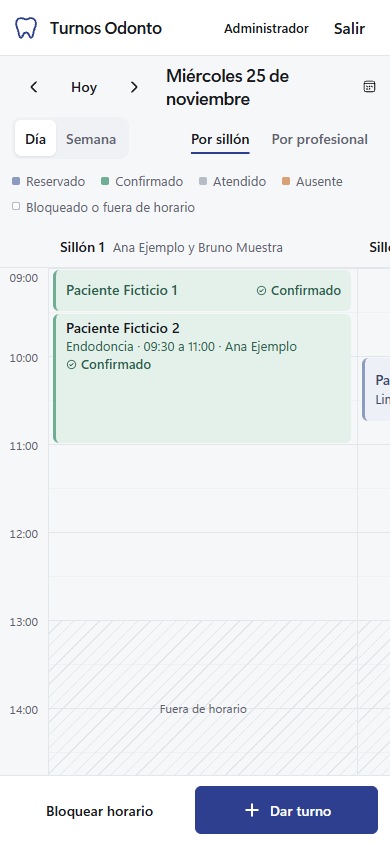 Turnos Odonto
Administrador
Salir
Hoy
Miércoles 25 de
noviembre
Día
Semana
Por sillón
Por profesional
Reservado
Confirmado
Atendido
Ausente
Bloqueado o fuera de horario
Sillón 1 Ana Ejemplo y Bruno Muestra
09:00
Paciente Ficticio 1
Confirmado
Paciente Ficticio 2
Endodoncia · 09:30 a 11:00 · Ana Ejemplo
Confirmado
10:00
11:00
12:00
13:00
Fuera de horario
14:00
Bloquear horario
Dar turno